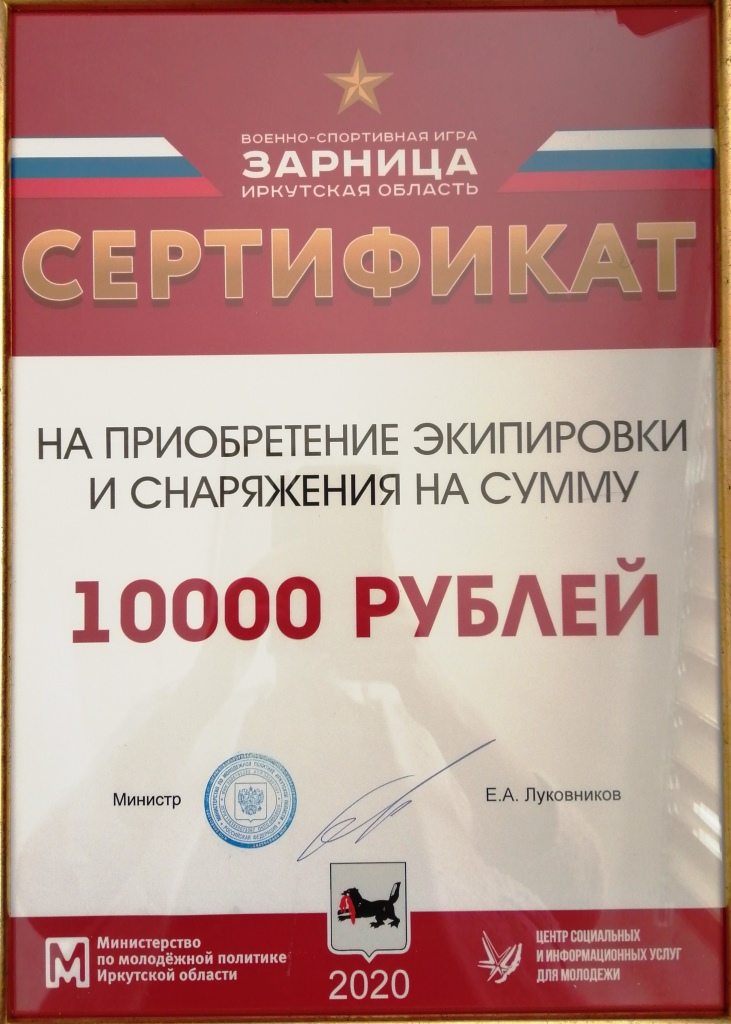 ВОЕННО-СПОРТИВНАЯ ИГРА
ЗАРНИЦА
ИРКУТСКАЯ ОБЛАСТЬ
СЕРТИФИКАТ
НА ПРИОБРЕТЕНИЕ ЭКИПИРОВКИ
И СНАРЯЖЕНИЯ НА СУММУ
10000 РУБЛЕЙ
Министр
Е.А. Луковников
Министерство
по молодёжной политике
Иркутской области
2020
ЦЕНТР СОЦИАЛЬНЫХ
И ИНФОРМАЦИОННЫХ УСЛУГ
ДЛЯ МОЛОДЕЖИ